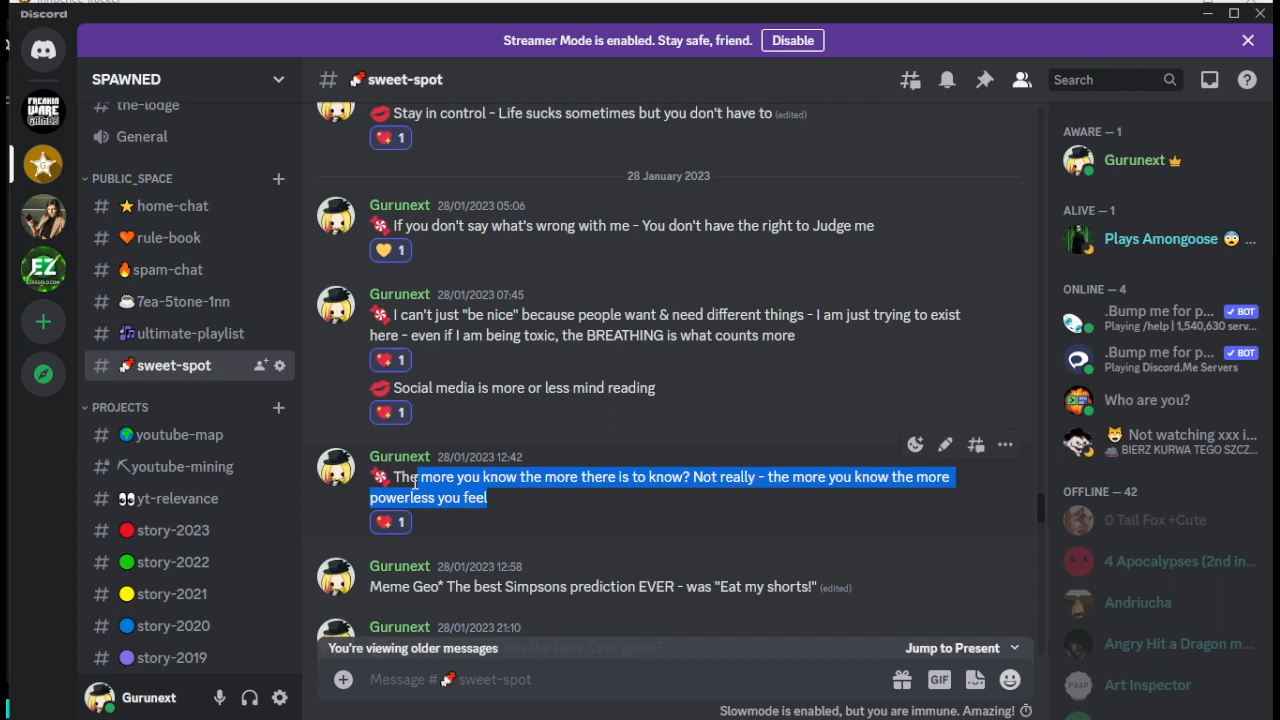 Discord
Streamer Mode is enabled. Stay safe, friend.
Disable
FREAKIN
WARE
GAMES
EZ
SPAWNED
the-lodge
General
PUBLIC_SPACE
home-chat
rule-book
spam-chat
7ea-5tone-1nn
ultimate-playlist
sweet-spot
PROJECTS
youtube-map
youtube-mining
yt-relevance
story-2023
story-2022
story-2021
story-2020
story-2019
Gurunext
sweet-spot
Search
Stay in control - Life sucks sometimes but you don't have to (edited)
1
28 January 2023
Gurunext 28/01/2023 05:06
If you don't say what's wrong with me - You don't have the right to Judge me
1
Gurunext 28/01/2023 07:45
I can't just "be nice" because people want & need different things - I am just trying to exist
here - even if I am being toxic, the BREATHING is what counts more
1
Social media is more or less mind reading
1
Gurunext 28/01/2023 12:42
The more you know the more there is to know? Not really - the more you know the more
powerless you feel
1
Gurunext 28/01/2023 12:58
Meme Geo* The best Simpsons prediction EVER - was "Eat my shorts!" (edited)
Gurunext 28/01/2023 21:10
You're viewing older messages
Jump to Present
Message # sweet-spot
GIF
Slowmode is enabled, but you are immune. Amazing!
AWARE — 1
Gurunext
ALIVE — 1
Plays Amongoose ...
ONLINE — 4
.Bump me for p... BOT
Playing /help | 1,540,630 serv...
.Bump me for p... BOT
Playing Discord.Me Servers
Who are you?
Not watching xxx i...
BIERZ KURWA TEGO SZCZ...
OFFLINE — 42
0 Tall Fox +Cute
4 Apocalypses (2nd in...
Andriucha
Angry Hit a Dragon m...
Art Inspector